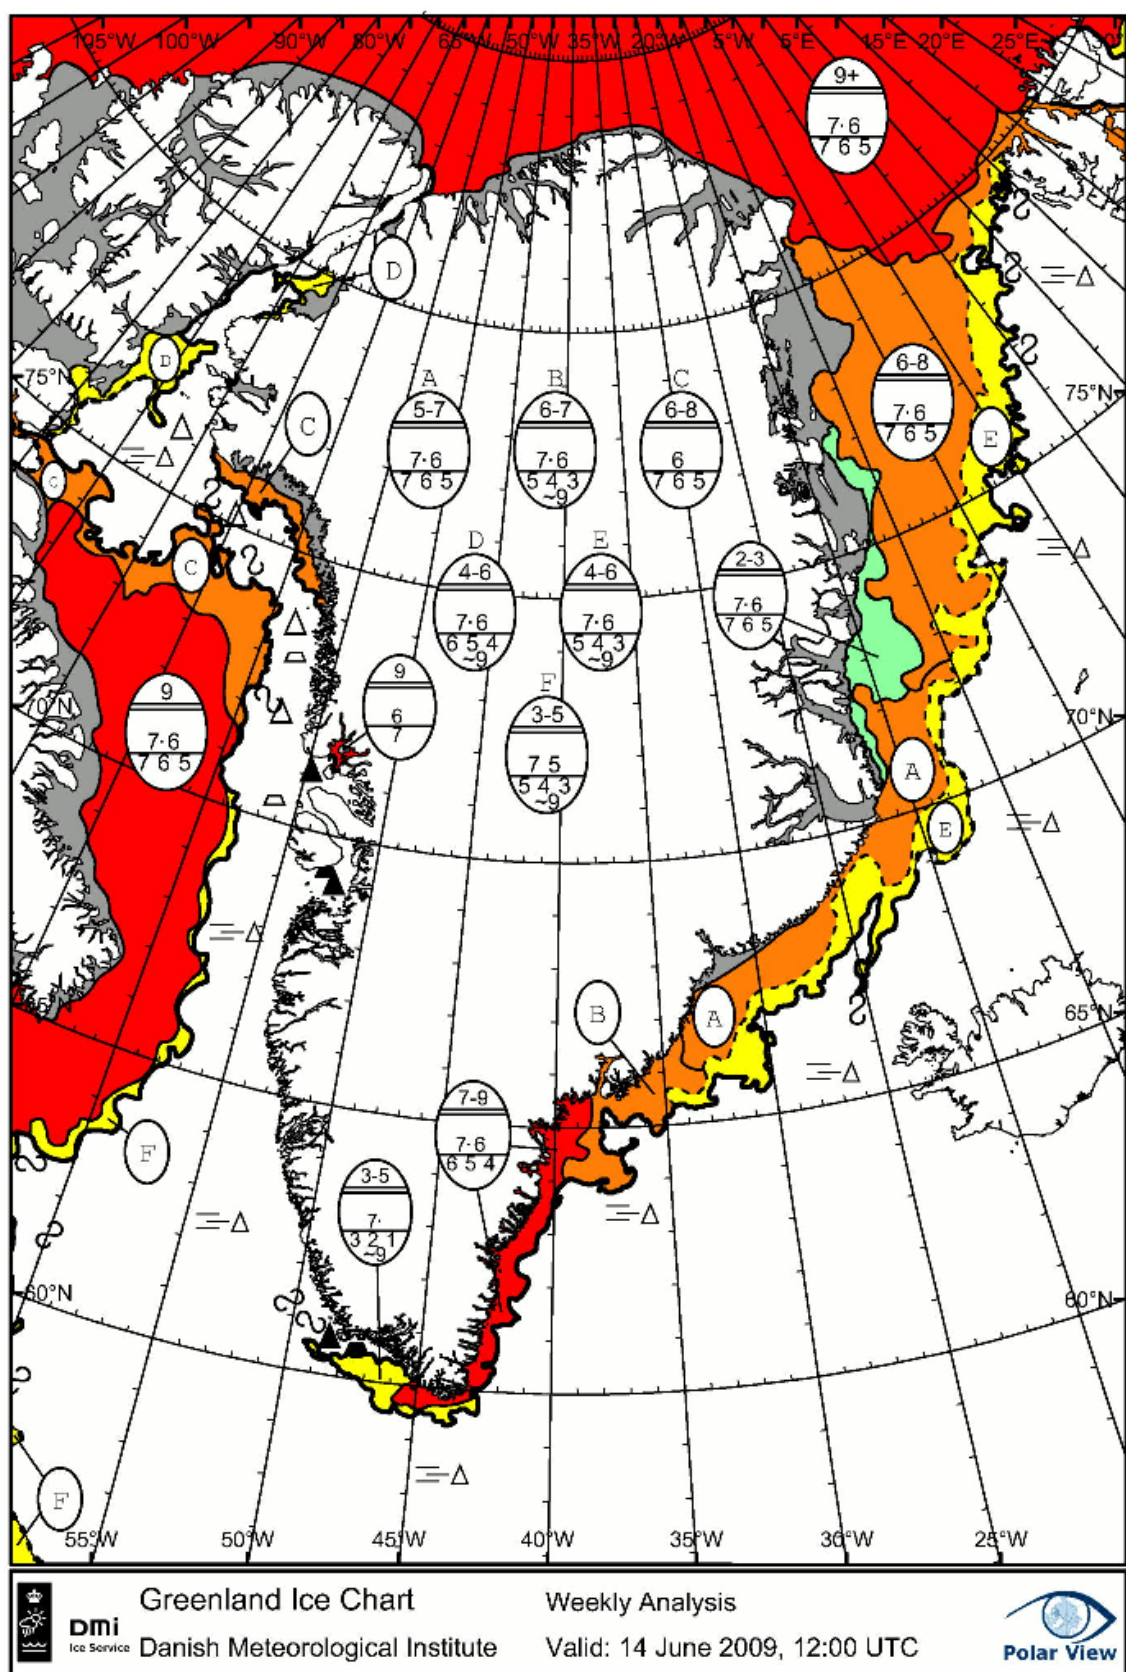 105°W 100°W 90°W 80°W 65°W 50°W 35°W 20°W 5°W 5°E 15°E 20°E 25°E
9+
7· 6
7 6 5
D
D
75°N
75°N
6-8
7· 6
7 6 5
A
5-7
7· 6
7 6 5
B
6-7
7· 6
5 4 3
~9
C
6-8
6
7 6 5
C
E
C
C
D
4-6
7· 6
6 5 4
~9
E
4-6
7· 6
5 4 3
~9
2-3
7· 6
7 6 5
9
6
7
F
3-5
7 5
5 4 3
~9
9
7· 6
7 6 5
70°N
70°N
A
E
B
A
65°N
7-9
7· 6
6 5 4
F
3-5
7·
3 2 1
~9
60°N
60°N
F
55°W 50°W 45°W 40°W 35°W 30°W 25°W
DMI
Ice Service
Greenland Ice Chart
Danish Meteorological Institute
Weekly Analysis
Valid: 14 June 2009, 12:00 UTC
Polar View